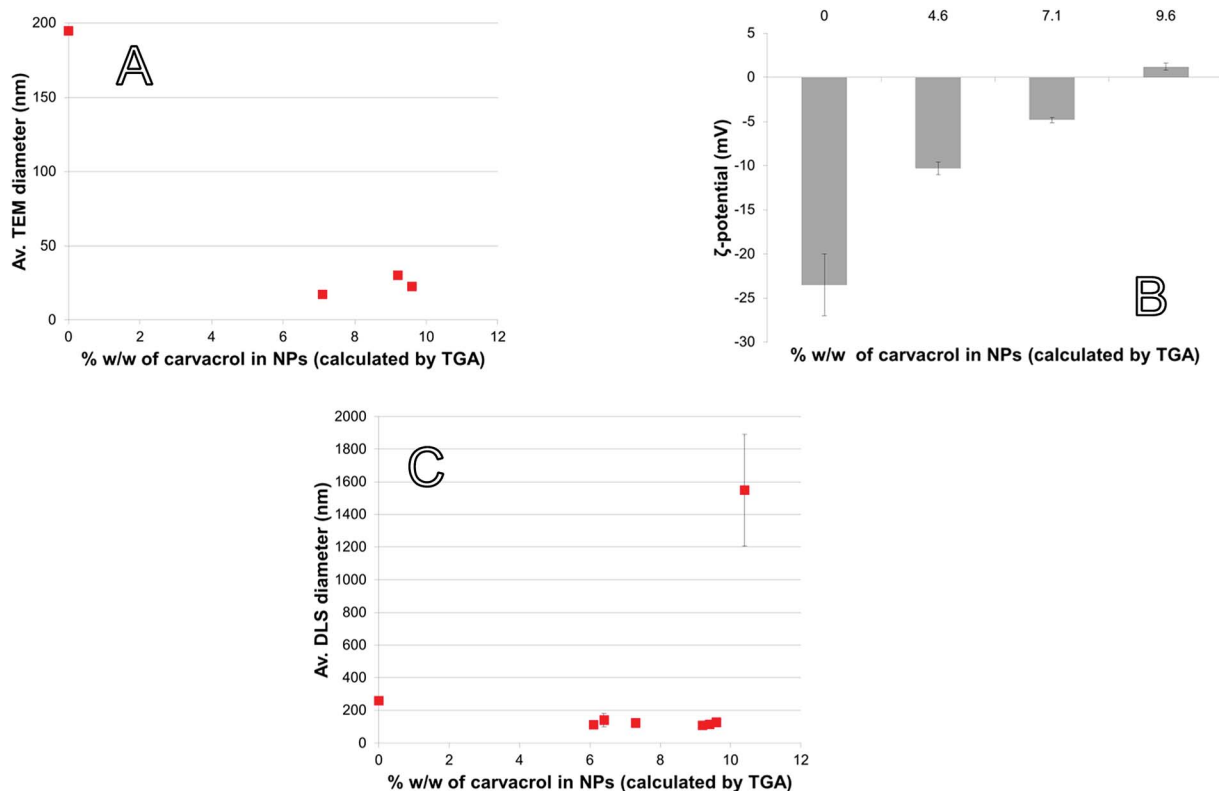 A
Av. TEM diameter (nm)
200
150
100
50
0
0 2 4 6 8 10 12
% w/w of carvacrol in NPs (calculated by TGA)
0 4.6 7.1 9.6
B
ζ-potential (mV)
5
0
-5
-10
-15
-20
-25
-30
% w/w of carvacrol in NPs (calculated by TGA)
C
Av. DLS diameter (nm)
2000
1800
1600
1400
1200
1000
800
600
400
200
0
0 2 4 6 8 10 12
% w/w of carvacrol in NPs (calculated by TGA)